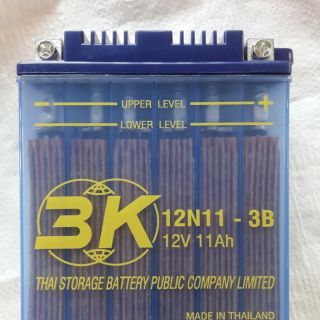 − UPPER LEVEL +
LOWER LEVEL
3K
12N11 - 3B
12V 11Ah
THAI STORAGE BATTERY PUBLIC COMPANY LIMITED
MADE IN THAILAND